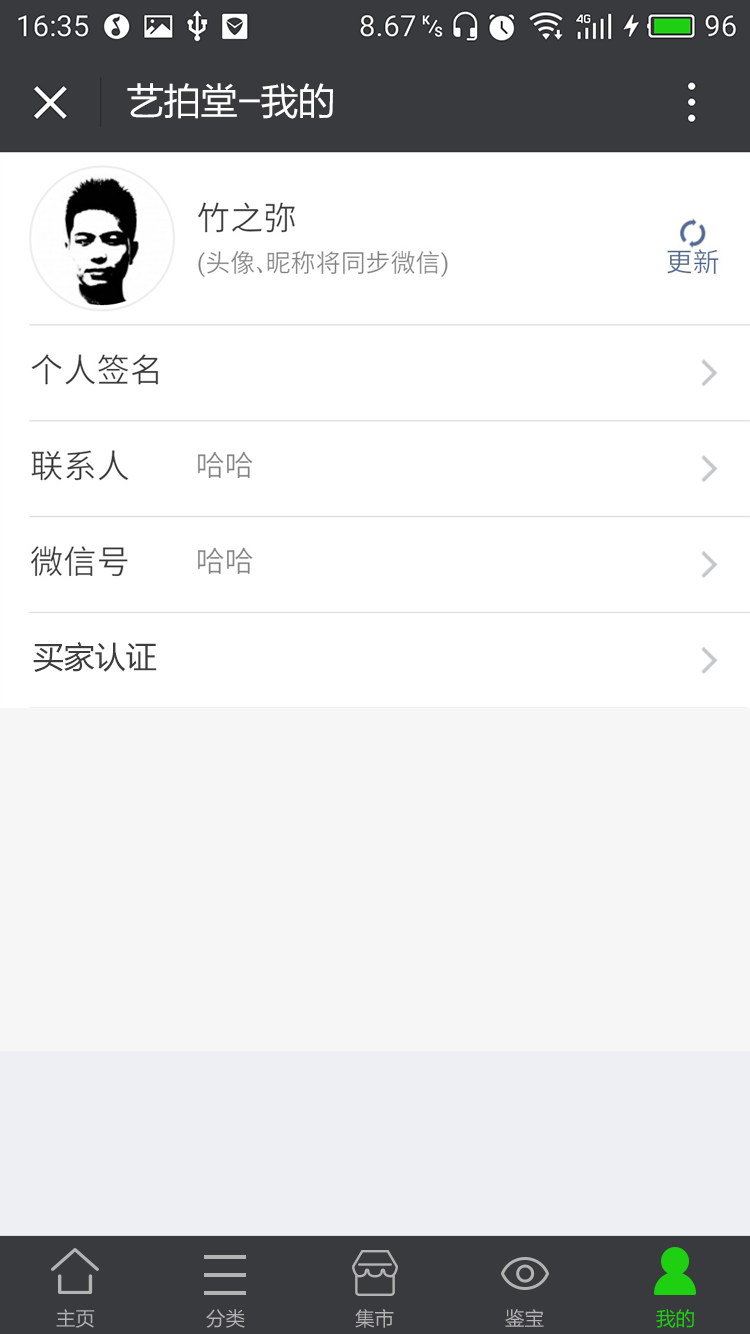 16:35 8.67 K/s 4G 96
艺拍堂–我的
竹之弥
(头像、昵称将同步微信)
更新
个人签名
联系人 哈哈
微信号 哈哈
买家认证
主页 分类 集市 鉴宝 我的